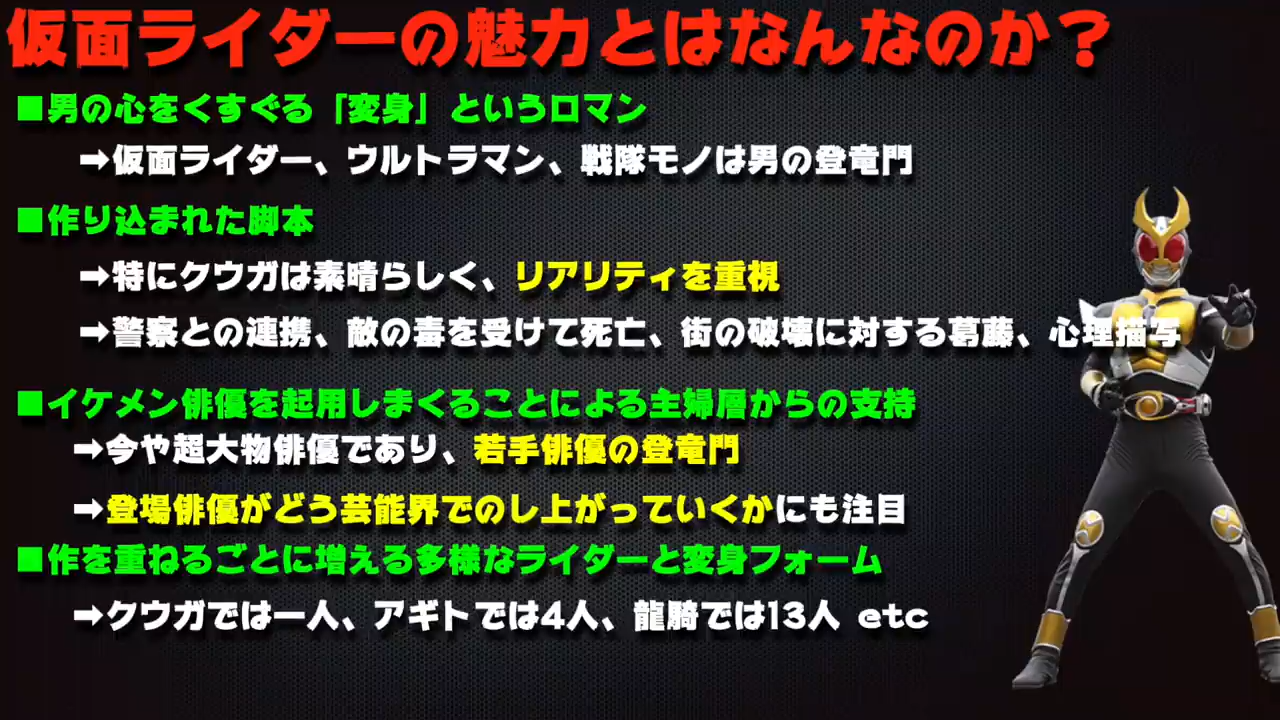 仮面ライダーの魅力とはなんなのか？
■男の心をくすぐる「変身」というロマン
➡仮面ライダー、ウルトラマン、戦隊モノは男の登竜門
■作り込まれた脚本
➡特にクウガは素晴らしく、リアリティを重視
➡警察との連携、敵の毒を受けて死亡、街の破壊に対する葛藤、心理描写
■イケメン俳優を起用しまくることによる主婦層からの支持
➡今や超大物俳優であり、若手俳優の登竜門
➡登場俳優がどう芸能界でのし上がっていくかにも注目
■作を重ねるごとに増える多様なライダーと変身フォーム
➡クウガでは一人、アギトでは4人、龍騎では13人 etc